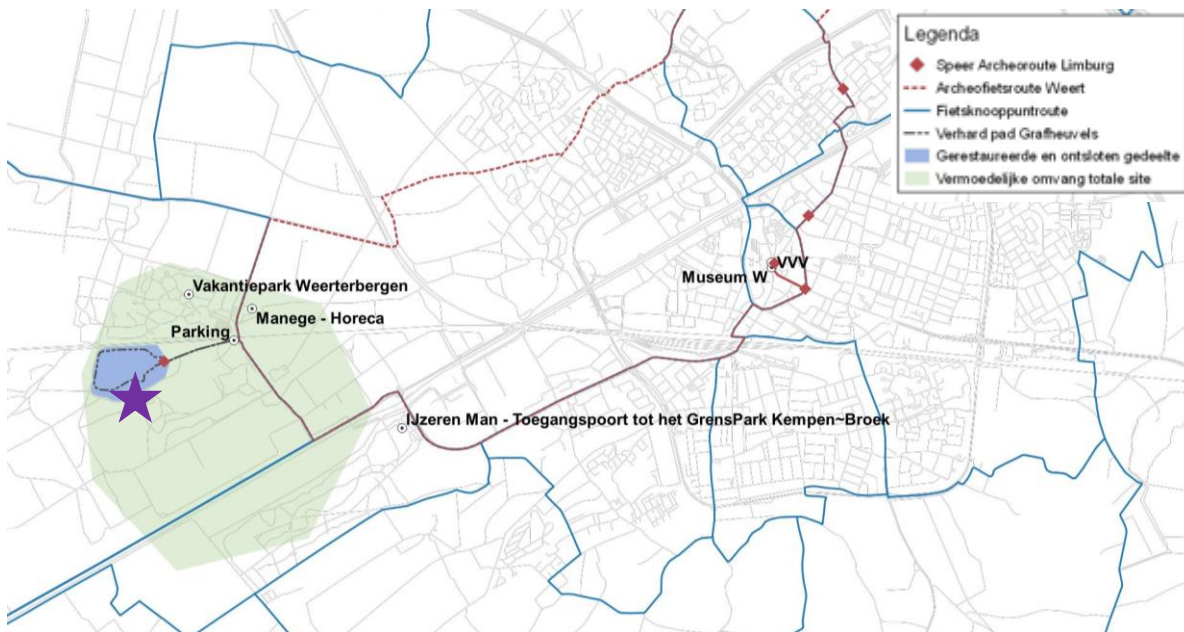 Legenda
Speer Archeoroute Limburg
Archeofietsroute Weert
Fietsknooppuntroute
Verhard pad Grafheuvels
Gerestaureerde en ontsloten gedeelte
Vermoedelijke omvang totale site
VVV
Museum W
Vakantiepark Weerterbergen
Manege - Horeca
Parking
IJzeren Man - Toegangspoort tot het GrensPark Kempen~Broek